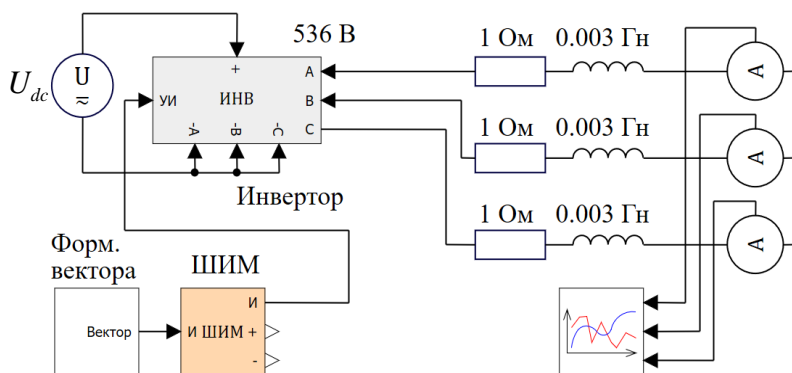 536 В
1 Ом 0.003 Гн
U
≂
U_dc
+
A
A
УИ
ИНВ
B
-A
-B
-C
C
1 Ом 0.003 Гн
A
Инвертор
1 Ом 0.003 Гн
A
Форм.
вектора
ШИМ
И
Вектор
И ШИМ +
-